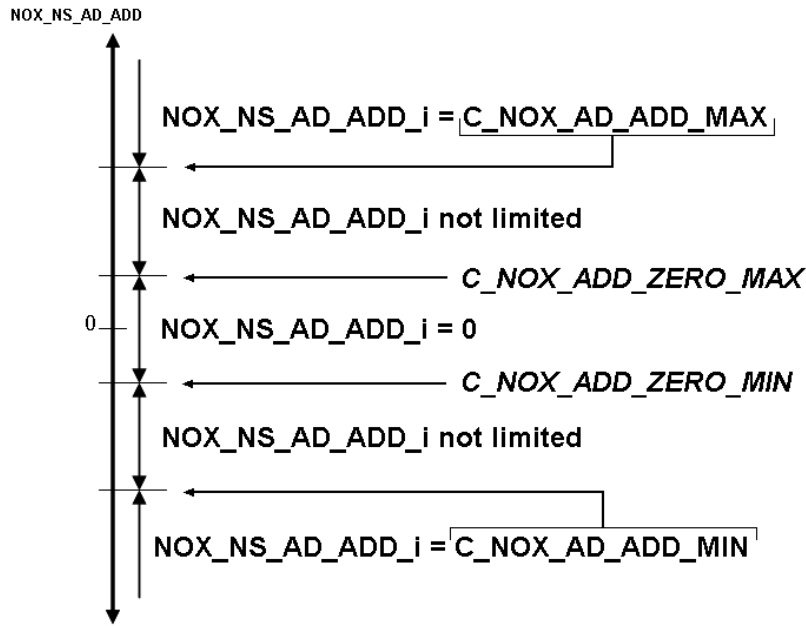 NOX_NS_AD_ADD
NOX_NS_AD_ADD_i = C_NOX_AD_ADD_MAX
NOX_NS_AD_ADD_i not limited
C_NOX_ADD_ZERO_MAX
0
NOX_NS_AD_ADD_i = 0
C_NOX_ADD_ZERO_MIN
NOX_NS_AD_ADD_i not limited
NOX_NS_AD_ADD_i = C_NOX_AD_ADD_MIN